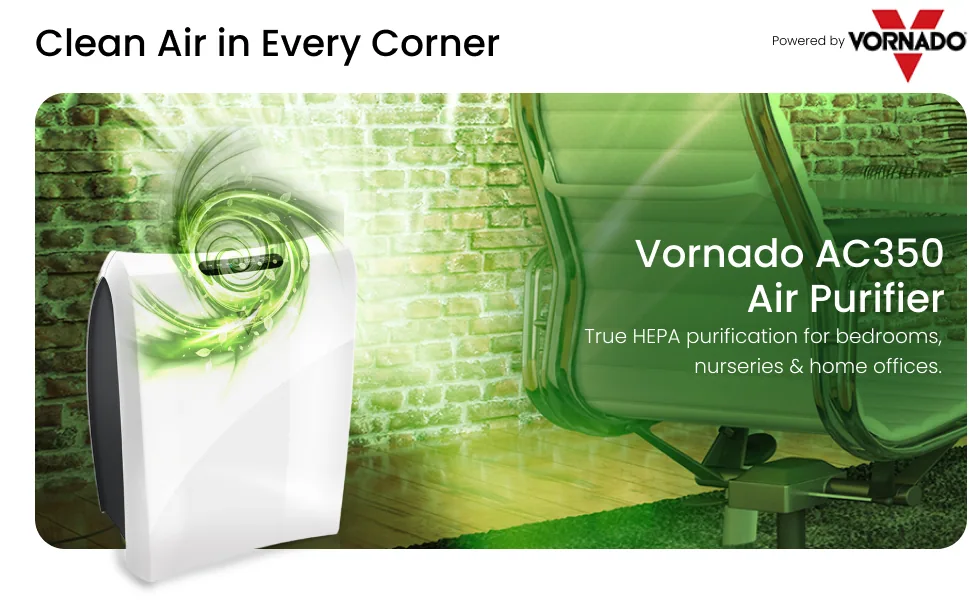 Clean Air in Every Corner
Powered by VORNADO
Vornado AC350
Air Purifier
True HEPA purification for bedrooms,
nurseries & home offices.